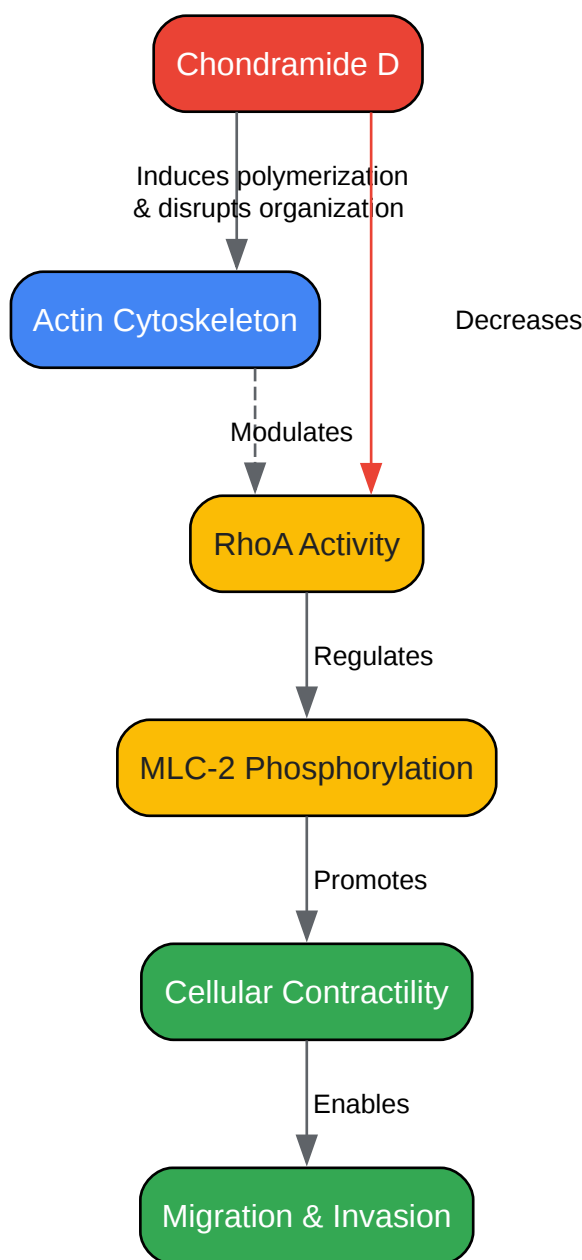 Chondramide D
Induces polymerization
& disrupts organization
Actin Cytoskeleton
Decreases
Modulates
RhoA Activity
Regulates
MLC-2 Phosphorylation
Promotes
Cellular Contractility
Enables
Migration & Invasion